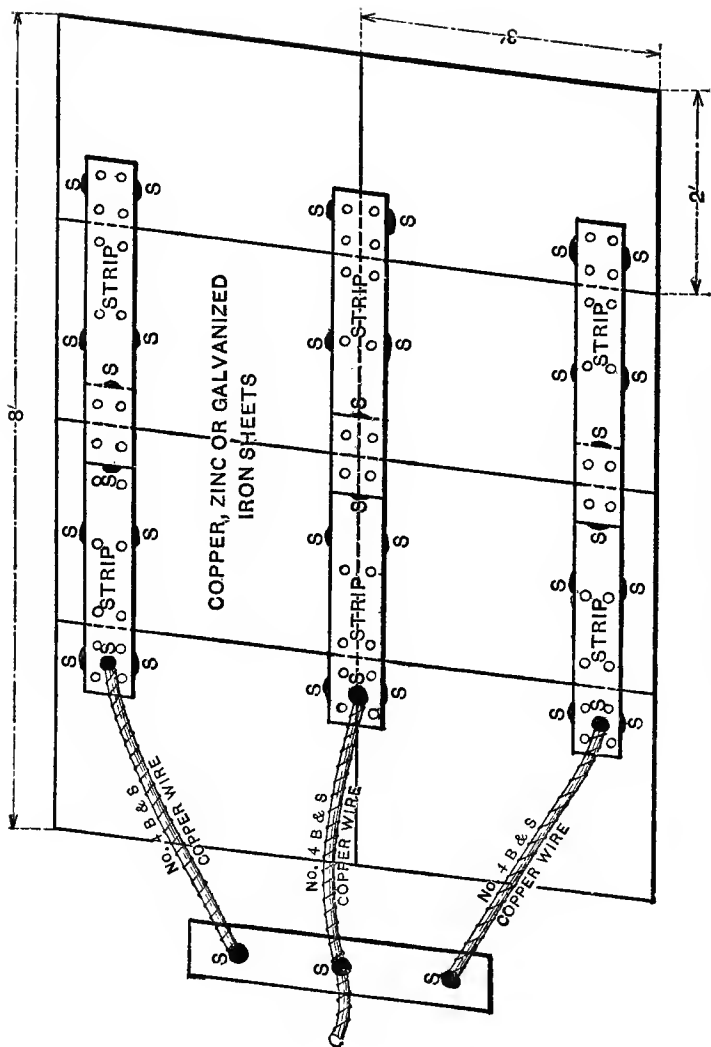 8'
S S S S
S STRIP S S STRIP
S S S S
No. 4 B & S
COPPER WIRE
S
COPPER, ZINC OR GALVANIZED
IRON SHEETS
S S S S
No. 4 B & S
COPPER WIRE
S
S STRIP S S STRIP
S S S S
3'
No. 4 B & S
COPPER WIRE
S
S S S S
S STRIP S S STRIP
S S S S
2'